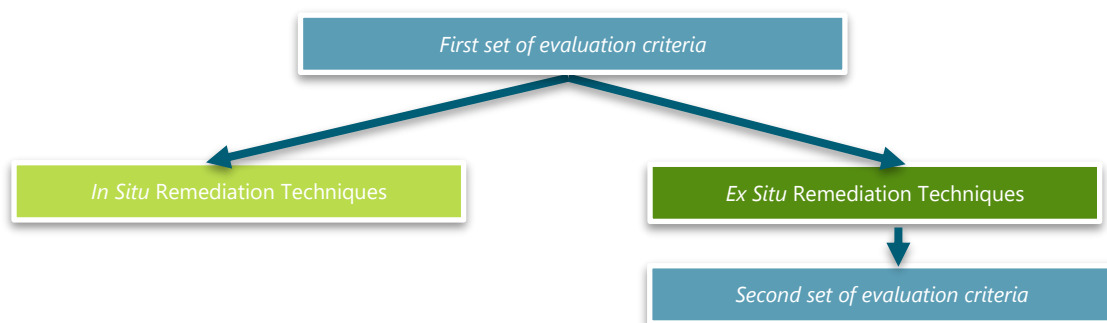 First set of evaluation criteria
In Situ Remediation Techniques
Ex Situ Remediation Techniques
Second set of evaluation criteria